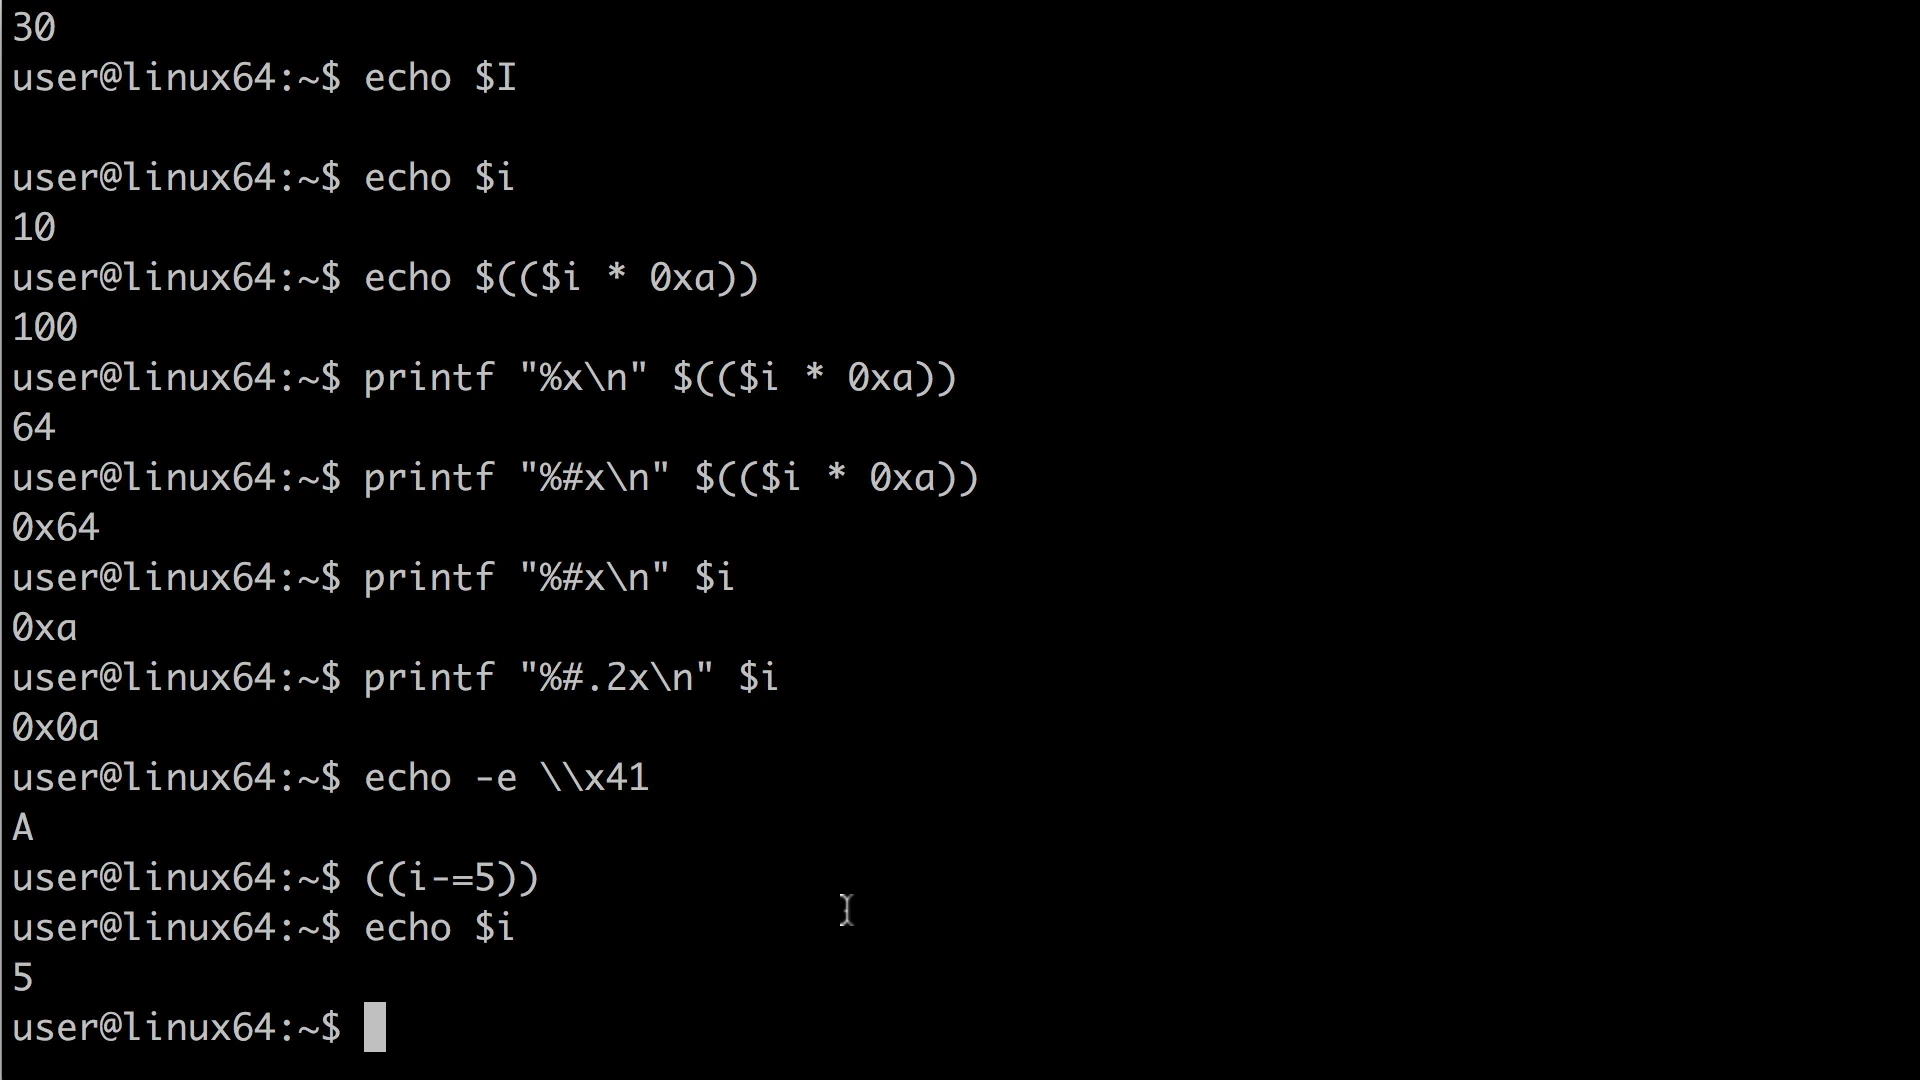 30
user@linux64:~$ echo $I
user@linux64:~$ echo $i
10
user@linux64:~$ echo $(($i * 0xa))
100
user@linux64:~$ printf "%x\n" $(($i * 0xa))
64
user@linux64:~$ printf "%#x\n" $(($i * 0xa))
0x64
user@linux64:~$ printf "%#x\n" $i
0xa
user@linux64:~$ printf "%#.2x\n" $i
0x0a
user@linux64:~$ echo -e \\x41
A
user@linux64:~$ ((i-=5))
user@linux64:~$ echo $i
5
user@linux64:~$